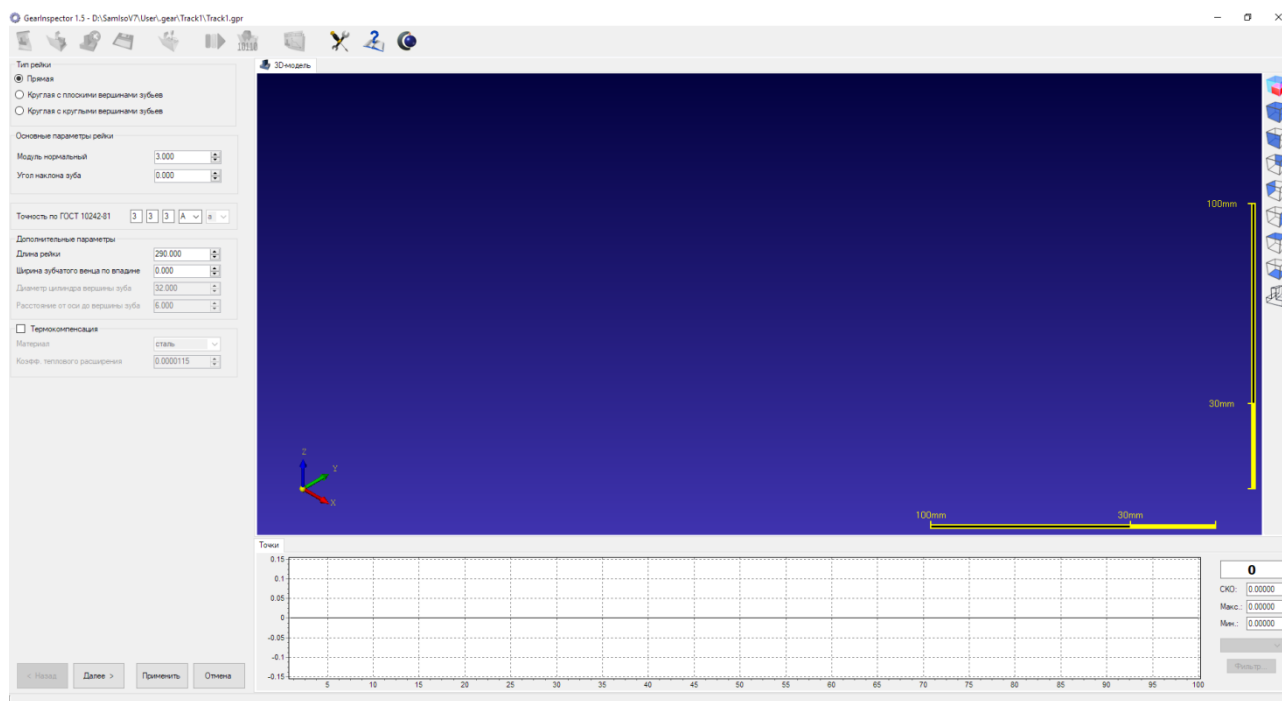 GearInspector 1.5 - D:\SamIsoV7\User\_gear\Track1\Track1.gpr
Тип рейки
Прямая
Круглая с плоскими вершинами зубьев
Круглая с круглыми вершинами зубьев
Основные параметры рейки
Модуль нормальный 3.000
Угол наклона зуба 0.000
Точность по ГОСТ 10242-81 3 3 3 A a
Дополнительные параметры
Длина рейки 290.000
Ширина зубчатого венца по впадине 0.000
Диаметр цилиндра вершины зуба 32.000
Расстояние от оси до вершины зуба 6.000
Термокомпенсация
Материал сталь
Коэфф. теплового расширения 0.0000115
< Назад Далее > Применить Отмена
3D-модель
100mm
30mm
Z
Y
X
100mm 30mm
Точки
0.15
0.1
0.05
0
-0.05
-0.1
-0.15
5 10 15 20 25 30 35 40 45 50 55 60 65 70 75 80 85 90 95 100
0
СКО: 0.00000
Макс.: 0.00000
Мин.: 0.00000
Фильтр...